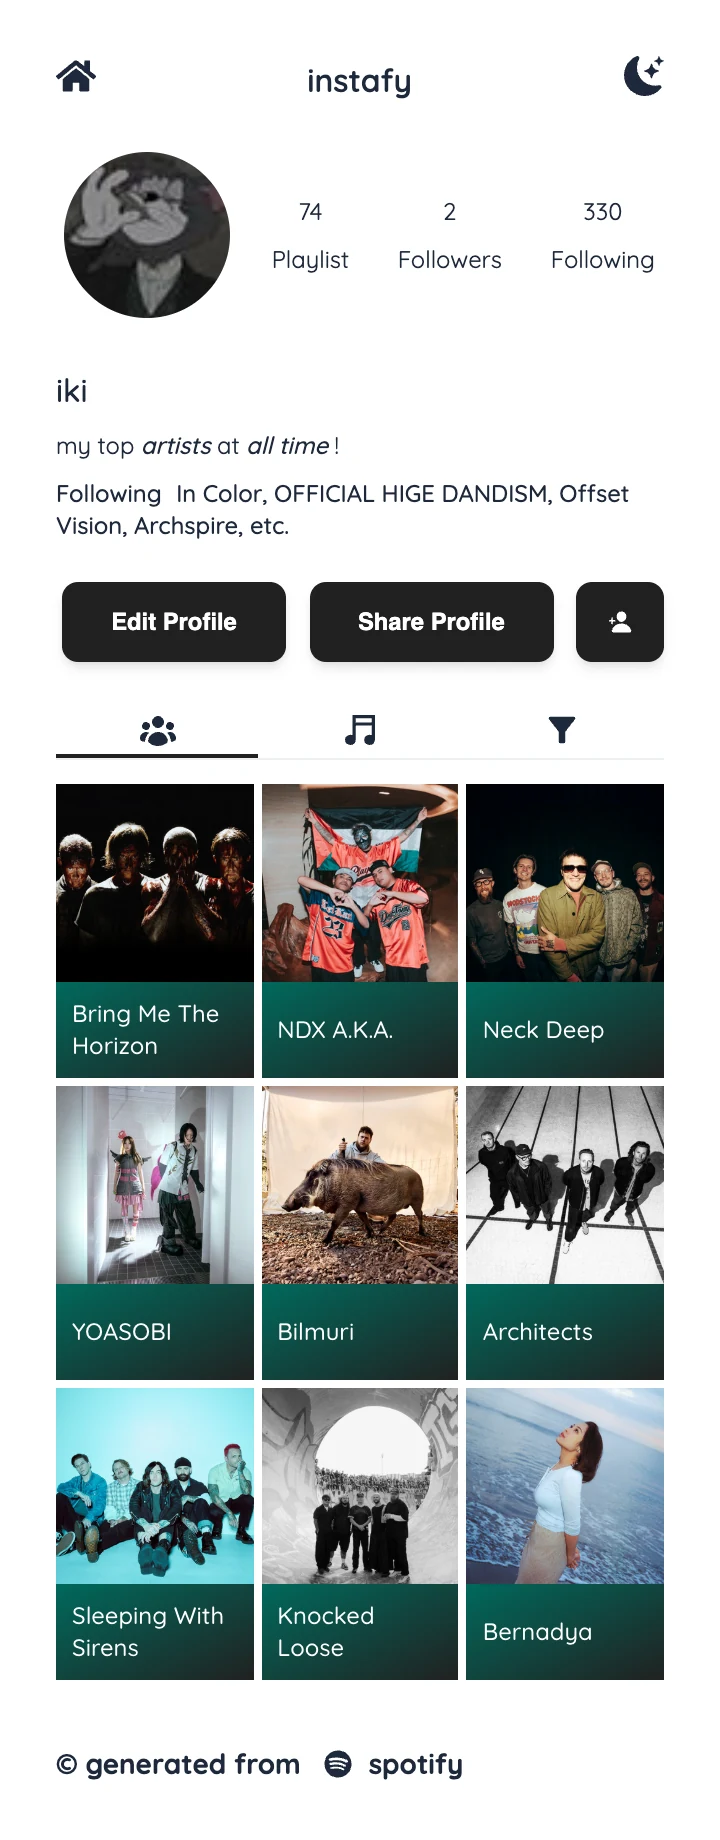 instafy
74 2 330
Playlist Followers Following
iki
my top artists at all time !
Following In Color, OFFICIAL HIGE DANDISM, Offset
Vision, Archspire, etc.
Edit Profile Share Profile
Bring Me The
Horizon
NDX A.K.A.
Neck Deep
YOASOBI
Bilmuri
Architects
Sleeping With
Sirens
Knocked
Loose
Bernadya
© generated from spotify